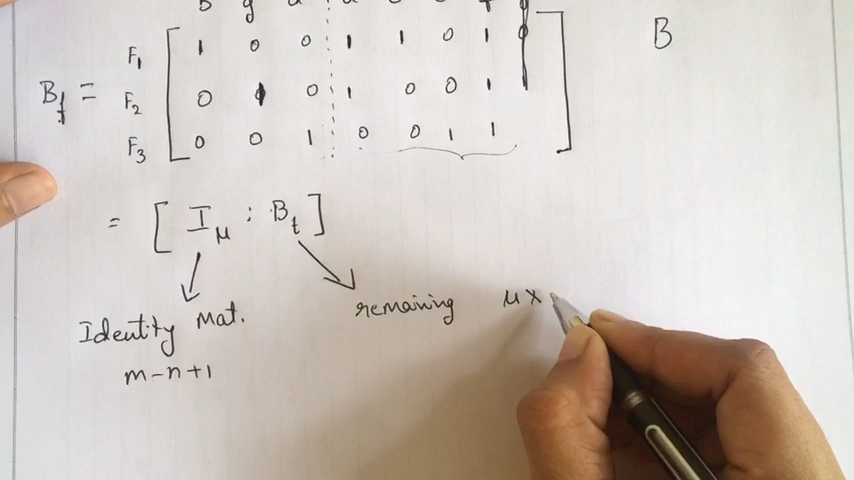 g
F₁ 1 0 0 1 1 0 1 0 B
B_f = F₂ 0 1 0 1 0 0 1
F₃ 0 0 1 0 0 1 1
= [ I_μ : B_t ]
remaining μ ×
Identity Mat.
m-n+1